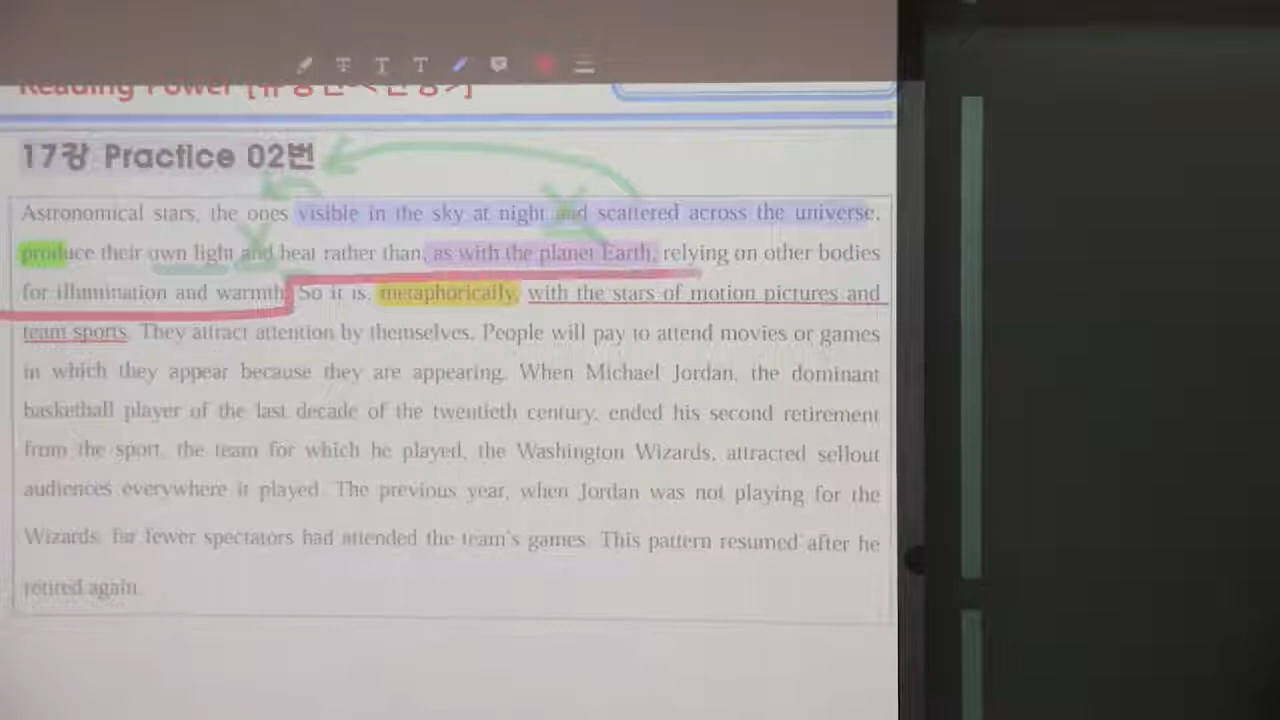 Reading Power
17강 Practice 02번
Astronomical stars, the ones visible in the sky at night and scattered across the universe,
produce their own light and heat rather than, as with the planet Earth, relying on other bodies
for illumination and warmth. So it is, metaphorically, with the stars of motion pictures and
team sports. They attract attention by themselves. People will pay to attend movies or games
in which they appear because they are appearing. When Michael Jordan, the dominant
basketball player of the last decade of the twentieth century, ended his second retirement
from the sport, the team for which he played, the Washington Wizards, attracted sellout
audiences everywhere it played. The previous year, when Jordan was not playing for the
Wizards, far fewer spectators had attended the team's games. This pattern resumed after he
retired again.